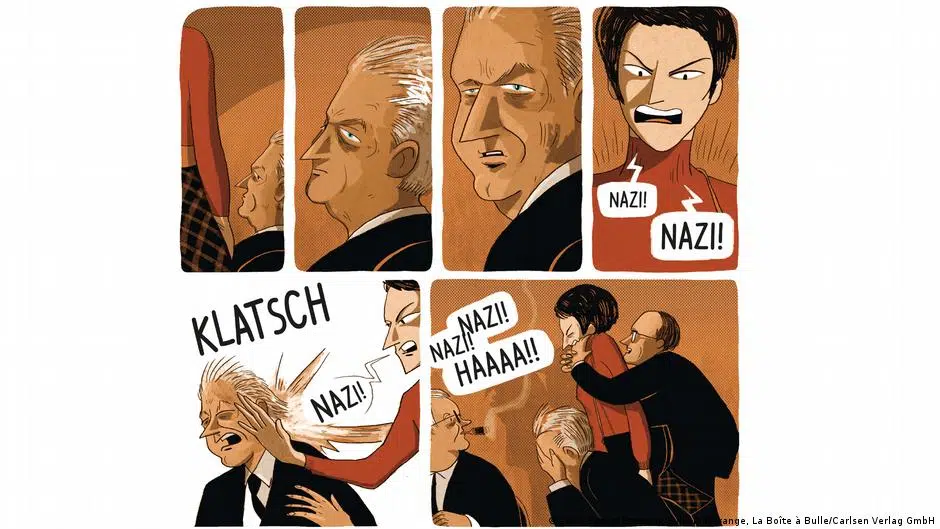 NAZI!
NAZI!
KLATSCH
NAZI!
NAZI!
NAZI!
HAAAA!!
range, La Boîte à Bulle/Carlsen Verlag GmbH